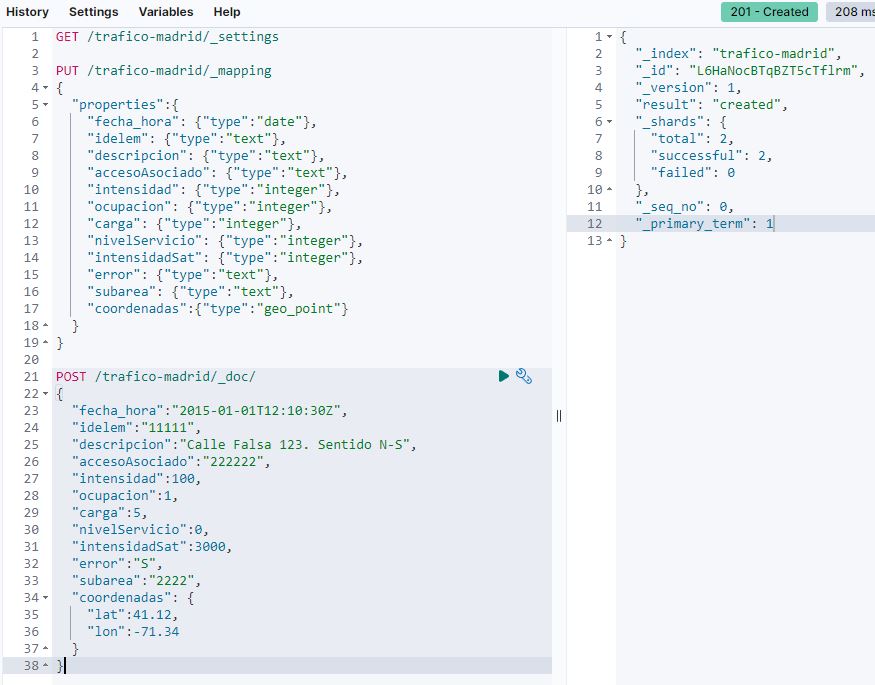 History Settings Variables Help 201 - Created 208 ms
1 GET /trafico-madrid/_settings
2
3 PUT /trafico-madrid/_mapping
4 {
5 "properties":{
6 "fecha_hora": {"type":"date"},
7 "idelem": {"type":"text"},
8 "descripcion": {"type":"text"},
9 "accesoAsociado": {"type":"text"},
10 "intensidad": {"type":"integer"},
11 "ocupacion": {"type":"integer"},
12 "carga": {"type":"integer"},
13 "nivelServicio": {"type":"integer"},
14 "intensidadSat": {"type":"integer"},
15 "error": {"type":"text"},
16 "subarea": {"type":"text"},
17 "coordenadas":{"type":"geo_point"}
18 }
19 }
20
21 POST /trafico-madrid/_doc/
22 {
23 "fecha_hora":"2015-01-01T12:10:30Z",
24 "idelem":"11111",
25 "descripcion":"Calle Falsa 123. Sentido N-S",
26 "accesoAsociado":"222222",
27 "intensidad":100,
28 "ocupacion":1,
29 "carga":5,
30 "nivelServicio":0,
31 "intensidadSat":3000,
32 "error":"S",
33 "subarea":"2222",
34 "coordenadas": {
35 "lat":41.12,
36 "lon":-71.34
37 }
38 }
1 {
2 "_index": "trafico-madrid",
3 "_id": "L6HaNocBTqBZT5cTflrm",
4 "_version": 1,
5 "result": "created",
6 "_shards": {
7 "total": 2,
8 "successful": 2,
9 "failed": 0
10 },
11 "_seq_no": 0,
12 "_primary_term": 1
13 }